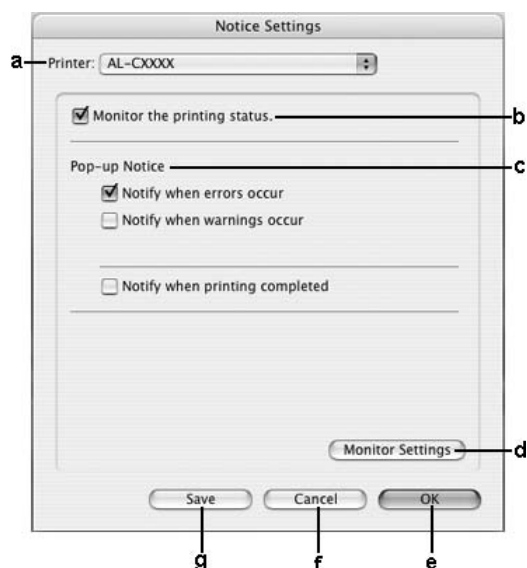 Notice Settings
a Printer: AL-CXXXX
Monitor the printing status. b
Pop-up Notice c
Notify when errors occur
Notify when warnings occur
Notify when printing completed
Monitor Settings d
Save Cancel OK
g f e